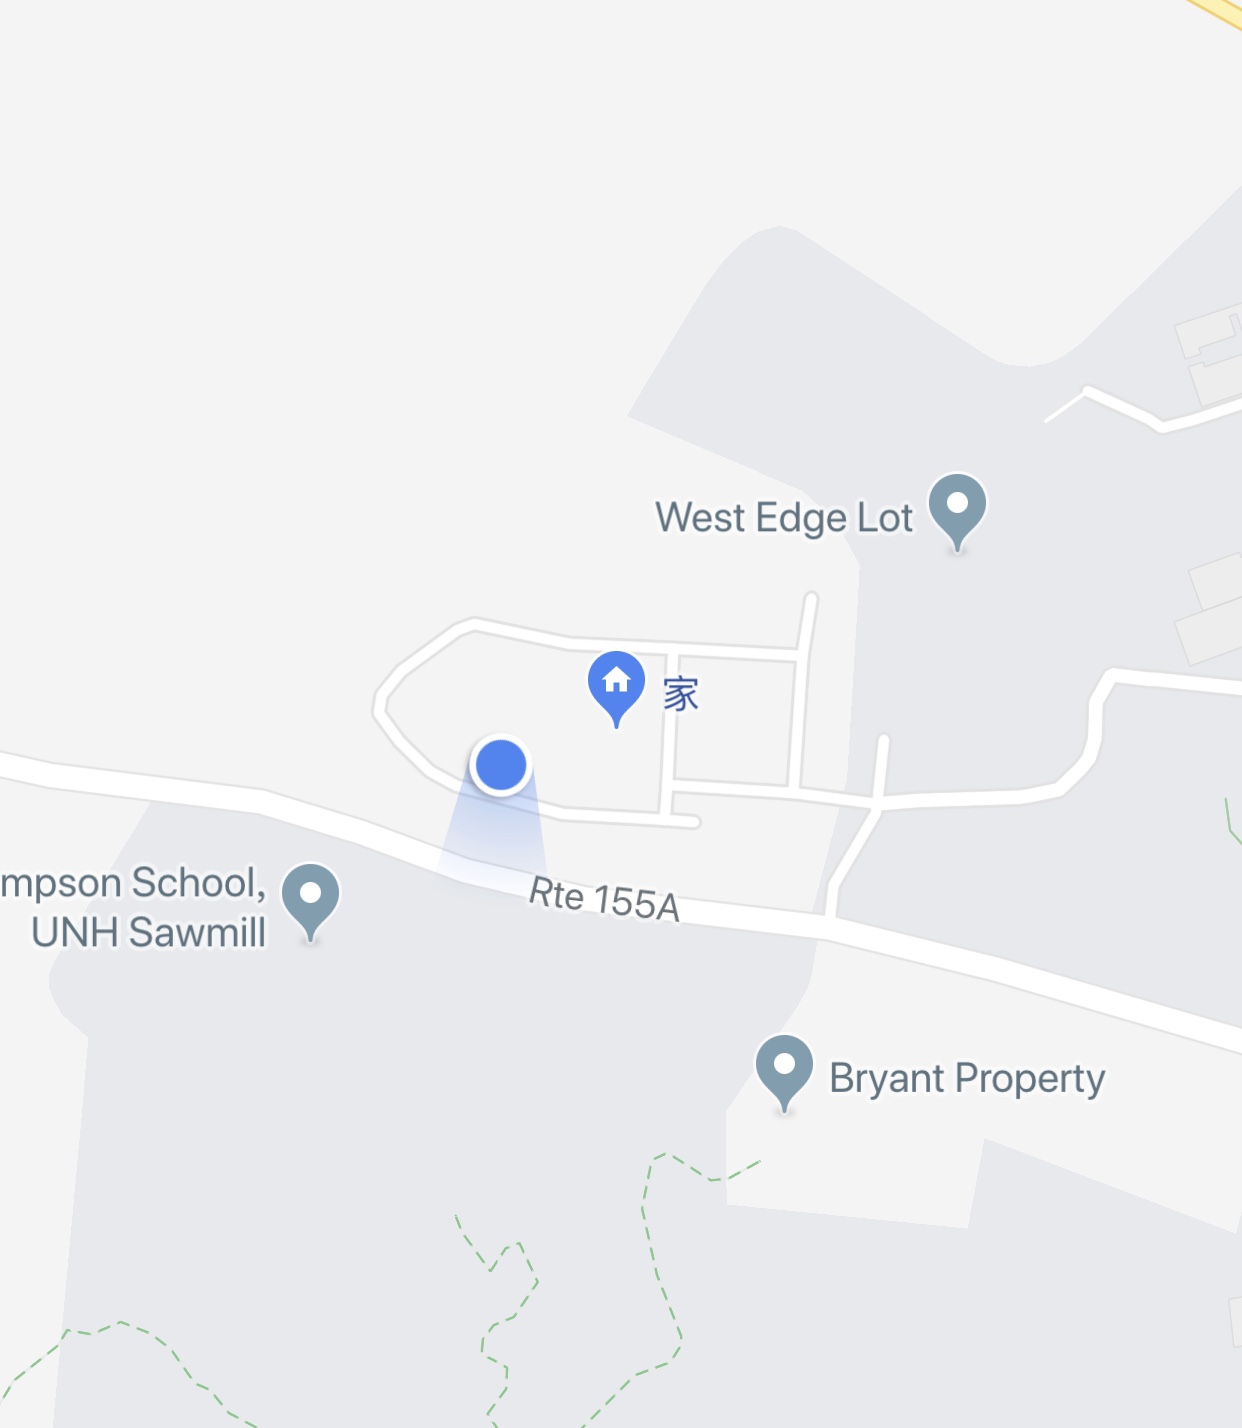 West Edge Lot
家
mpson School,
UNH Sawmill
Rte 155A
Bryant Property